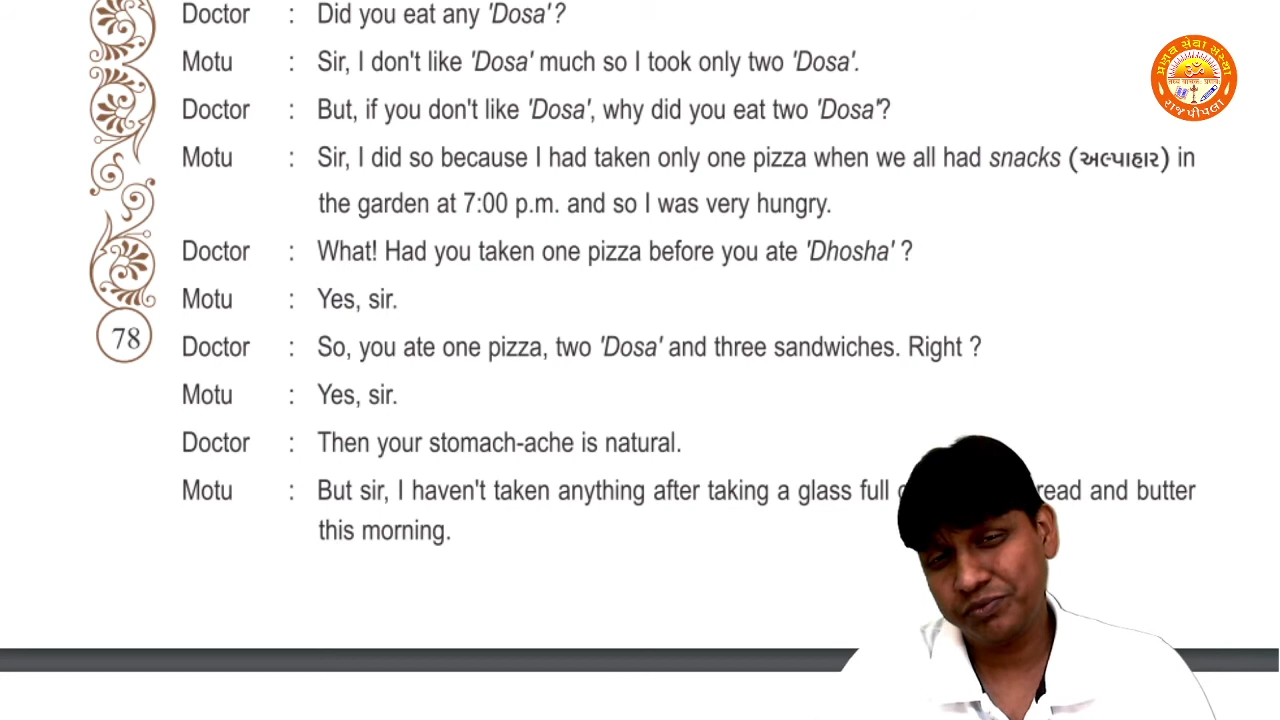 Doctor : Did you eat any 'Dosa'?
Motu : Sir, I don't like 'Dosa' much so I took only two 'Dosa'.
Doctor : But, if you don't like 'Dosa', why did you eat two 'Dosa'?
Motu : Sir, I did so because I had taken only one pizza when we all had snacks (અલ્પાહાર) in
the garden at 7:00 p.m. and so I was very hungry.
Doctor : What! Had you taken one pizza before you ate 'Dhosha' ?
Motu : Yes, sir.
78
Doctor : So, you ate one pizza, two 'Dosa' and three sandwiches. Right ?
Motu : Yes, sir.
Doctor : Then your stomach-ache is natural.
Motu : But sir, I haven't taken anything after taking a glass full and butter
this morning.
પ્રણવ સેવા સંસ્થા
રાજપીપલા